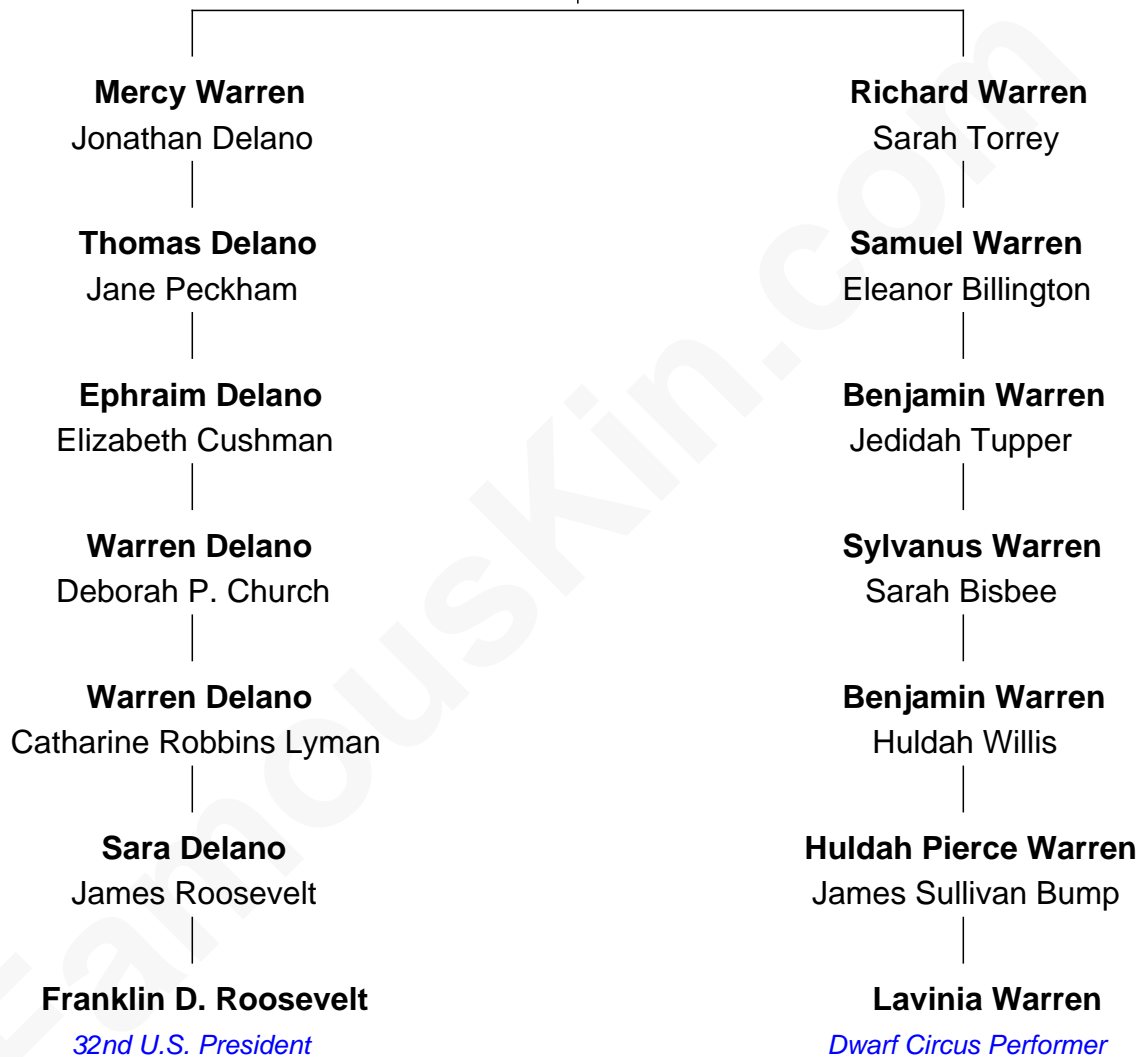 Mercy Warren
Jonathan Delano
Richard Warren
Sarah Torrey
Thomas Delano
Jane Peckham
Samuel Warren
Eleanor Billington
Ephraim Delano
Elizabeth Cushman
Benjamin Warren
Jedidah Tupper
Warren Delano
Deborah P. Church
Sylvanus Warren
Sarah Bisbee
Warren Delano
Catharine Robbins Lyman
Benjamin Warren
Huldah Willis
Sara Delano
James Roosevelt
Huldah Pierce Warren
James Sullivan Bump
Franklin D. Roosevelt
32nd U.S. President
Lavinia Warren
Dwarf Circus Performer
FamousKin.com